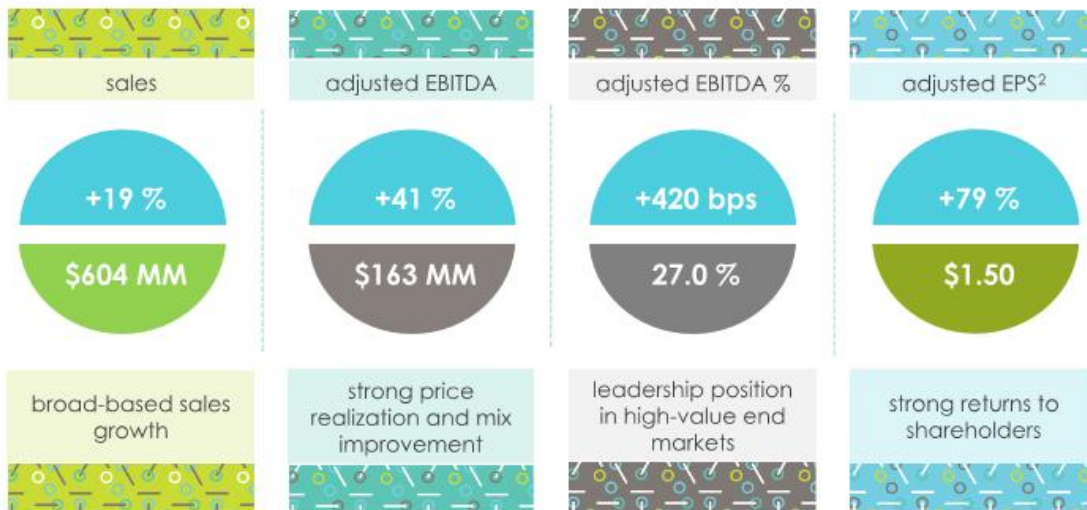 sales
adjusted EBITDA
adjusted EBITDA %
adjusted EPS²
+19 %
+41 %
+420 bps
+79 %
$604 MM
$163 MM
27.0 %
$1.50
broad-based sales
growth
strong price
realization and mix
improvement
leadership position
in high-value end
markets
strong returns to
shareholders